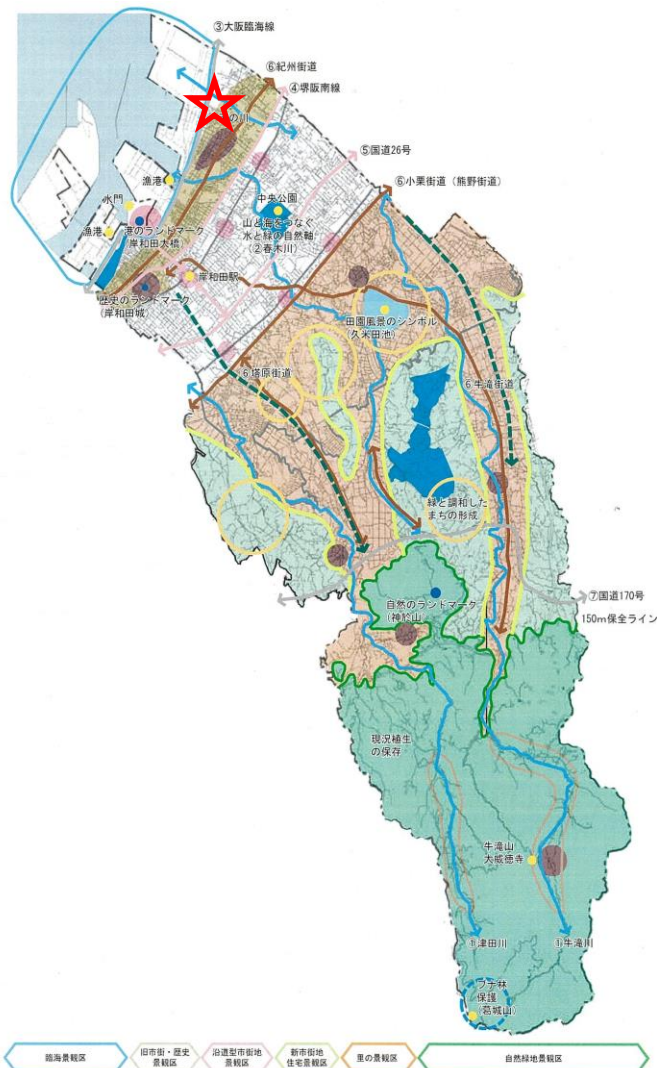 ③大阪臨海線
⑥紀州街道
④堺阪南線
の川
⑤国道26号
漁港
⑥小栗街道（熊野街道）
水門
中央公園
漁港
港のランドマーク
（岸和田大橋）
山と海をつなぐ
水と緑の自然軸
（②春木川）
岸和田駅
歴史のランドマーク
（岸和田城）
田園風景のシンボル
（久米田池）
⑥塔原街道
⑥牛滝街道
緑と調和した
まちの形成
⑦国道170号
自然のランドマーク
（神於山
150m保全ライン
現況植生
の保存
牛滝山
大威徳寺
①津田川
①牛滝川
ブナ林
保護
（葛城山）
臨海景観区
旧市街・歴史
景観区
沿道型市街地
景観区
新市街地
住宅景観区
里の景観区
自然緑地景観区